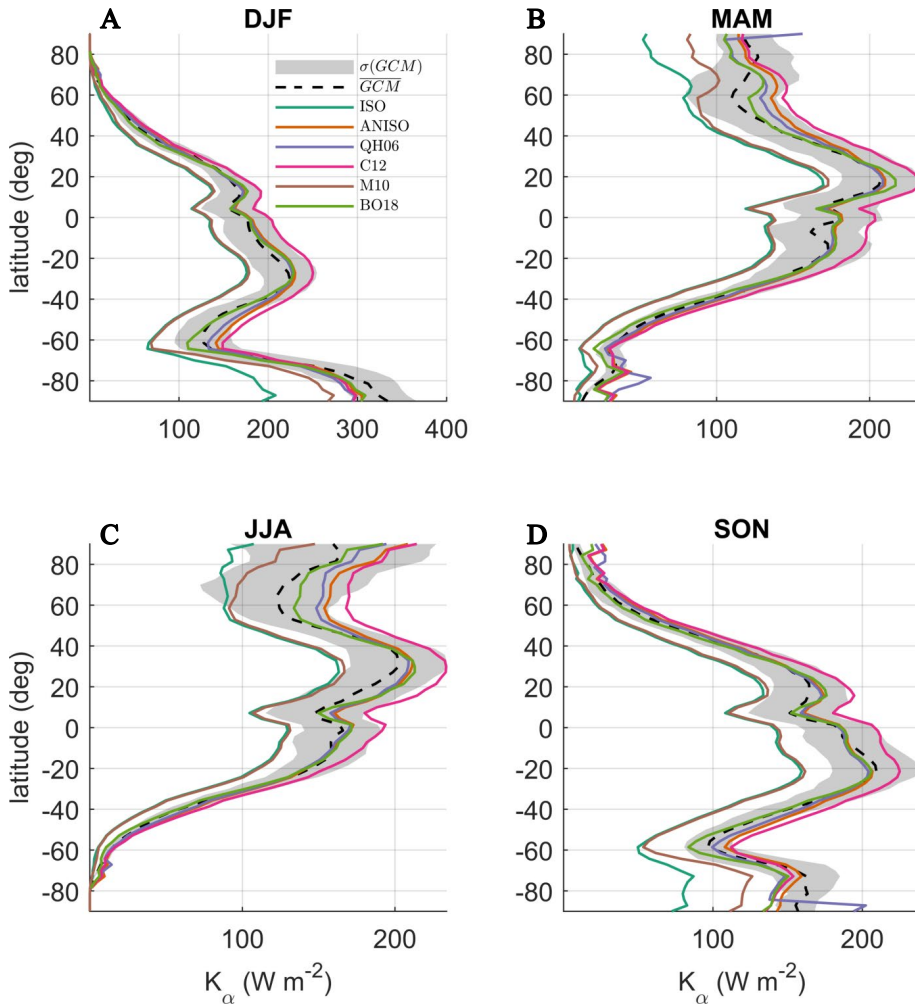 A DJF
80
60
40
20
0
-20
-40
-60
-80
latitude (deg)
100 200 300 400
σ(GCM)
GCM
ISO
ANISO
QH06
C12
M10
BO18
B MAM
80
60
40
20
0
-20
-40
-60
-80
100 200
C JJA
80
60
40
20
0
-20
-40
-60
-80
latitude (deg)
100 200
Kα (W m-2)
D SON
80
60
40
20
0
-20
-40
-60
-80
100 200
Kα (W m-2)